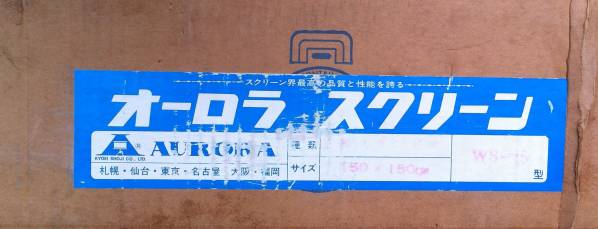 スクリーン界最高の品質と性能を誇る
オーロラ スクリーン
AURORA
KYOEI SHOJI CO., LTD.
札幌・仙台・東京・名古屋 大阪・福岡
種類
サイズ 150×150cm
型